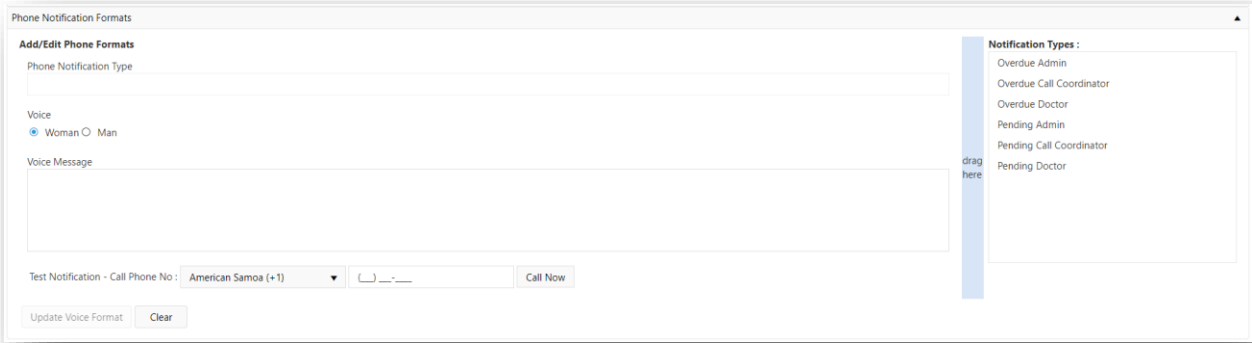 Phone Notification Formats
Add/Edit Phone Formats
Phone Notification Type
Voice
Woman Man
Voice Message
Test Notification - Call Phone No : American Samoa (+1) (__) __-___ Call Now
Update Voice Format Clear
drag
here
Notification Types :
Overdue Admin
Overdue Call Coordinator
Overdue Doctor
Pending Admin
Pending Call Coordinator
Pending Doctor